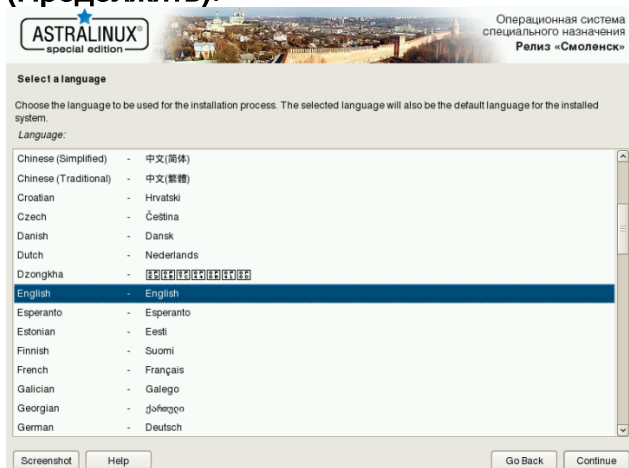 (Продолжить).
ASTRALINUX®
special edition
Операционная система
специального назначения
Релиз «Смоленск»
Select a language
Choose the language to be used for the installation process. The selected language will also be the default language for the installed
system.
Language:
Chinese (Simplified) - 中文(简体)
Chinese (Traditional) - 中文(繁體)
Croatian - Hrvatski
Czech - Čeština
Danish - Dansk
Dutch - Nederlands
Dzongkha -
English - English
Esperanto - Esperanto
Estonian - Eesti
Finnish - Suomi
French - Français
Galician - Galego
Georgian - ქართული
German - Deutsch
Screenshot Help Go Back Continue